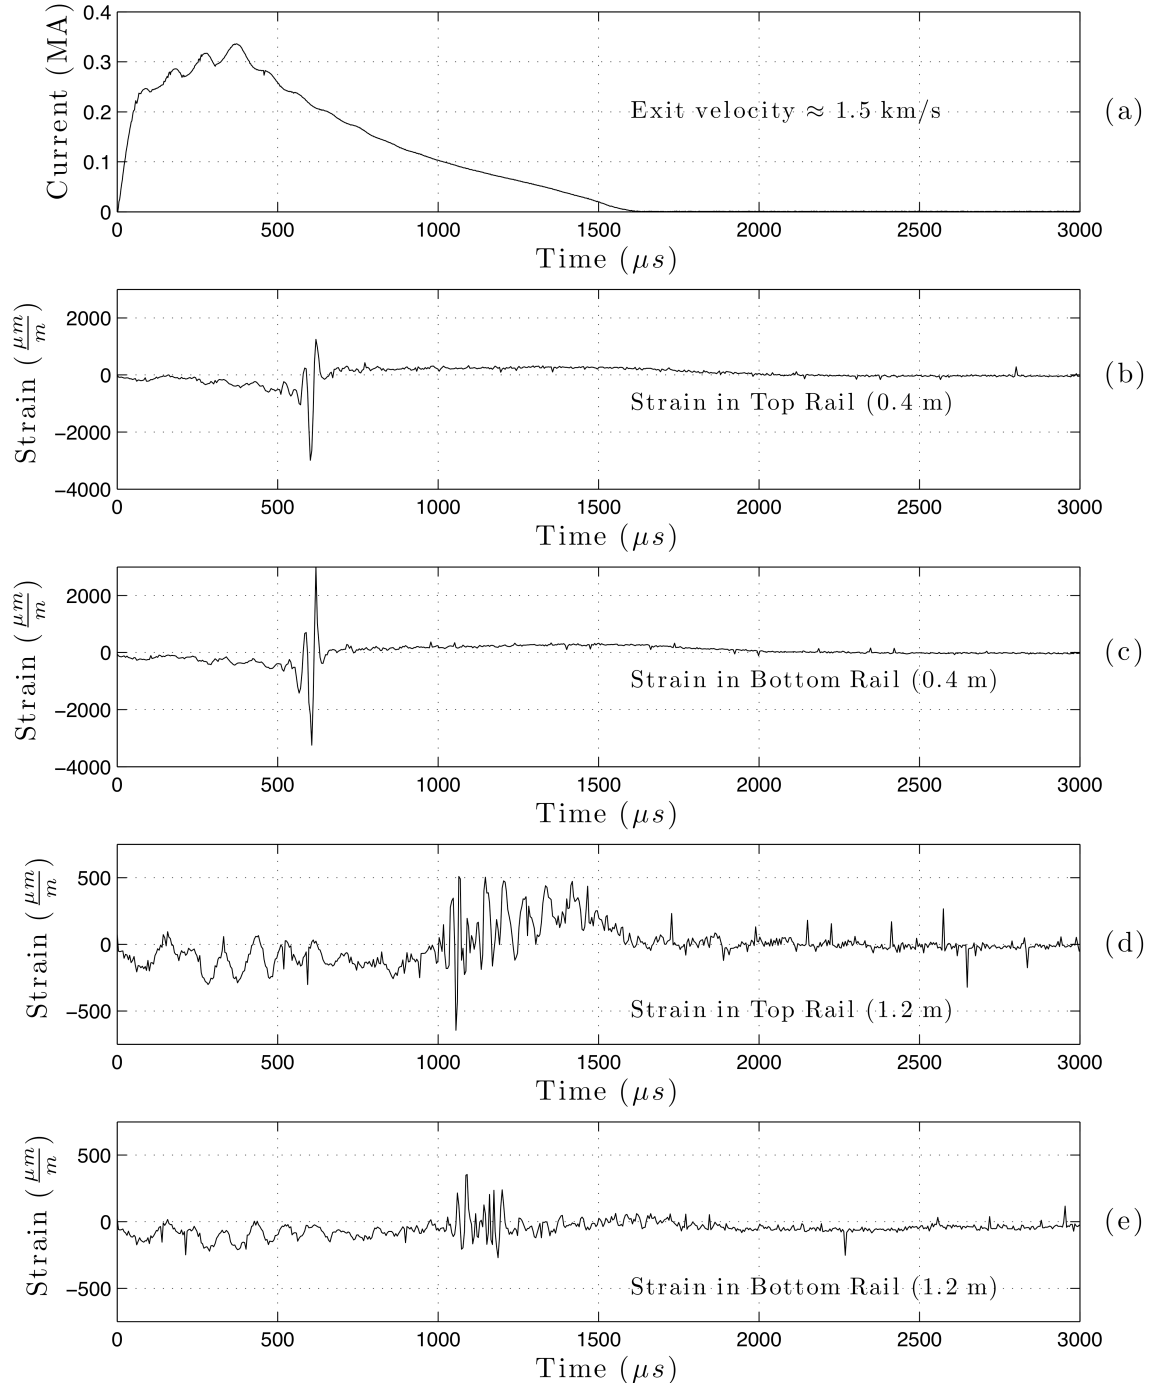 0.4
0.3
0.2
0.1
0
Current (MA)
Exit velocity ≈ 1.5 km/s
(a)
0 500 1000 1500 2000 2500 3000
Time (μs)
2000
0
−2000
−4000
Strain (μm/m)
Strain in Top Rail (0.4 m)
(b)
0 500 1000 1500 2000 2500 3000
Time (μs)
2000
0
−2000
−4000
Strain (μm/m)
Strain in Bottom Rail (0.4 m)
(c)
0 500 1000 1500 2000 2500 3000
Time (μs)
500
0
−500
Strain (μm/m)
Strain in Top Rail (1.2 m)
(d)
0 500 1000 1500 2000 2500 3000
Time (μs)
500
0
−500
Strain (μm/m)
Strain in Bottom Rail (1.2 m)
(e)
0 500 1000 1500 2000 2500 3000
Time (μs)